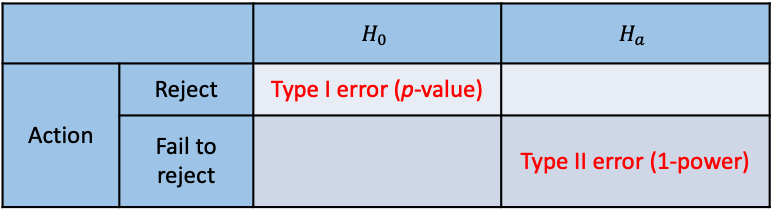 H₀ Hₐ
Reject Type I error (p-value)
Action
Fail to
reject Type II error (1-power)